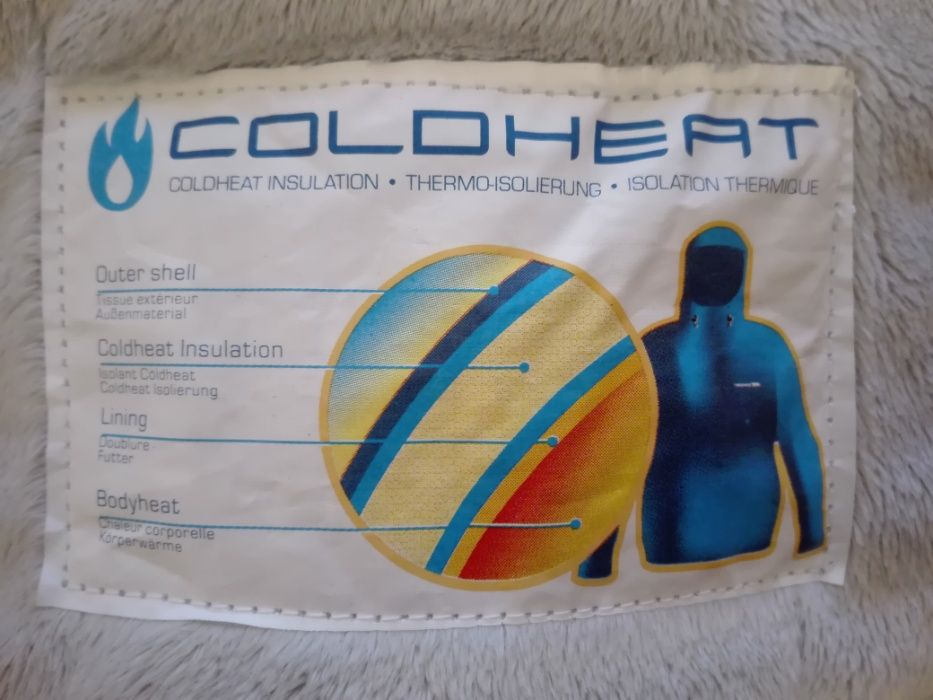 COLDHEAT
COLDHEAT INSULATION • THERMO-ISOLIERUNG • ISOLATION THERMIQUE
Outer shell
Tissue extérieur
Außenmaterial
Coldheat Insulation
Isolant Coldheat
Coldheat Isolierung
Lining
Doublure
Futter
Bodyheat
Chaleur corporelle
Körperwärme